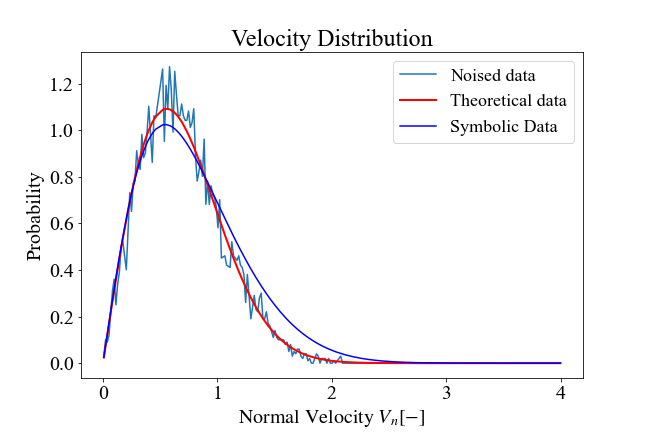 Velocity Distribution
Noised data
Theoretical data
Symbolic Data
Probability
1.2
1.0
0.8
0.6
0.4
0.2
0.0
0 1 2 3 4
Normal Velocity Vₙ[−]